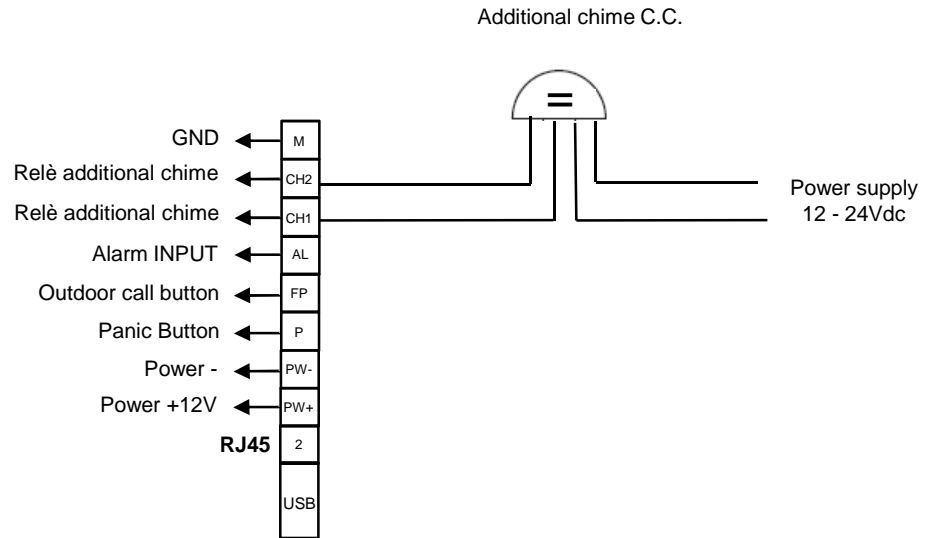 Additional chime C.C.
=
GND M
Relè additional chime CH2
Relè additional chime CH1
Alarm INPUT AL
Outdoor call button FP
Panic Button P
Power - PW-
Power +12V PW+
RJ45 2
USB
Power supply
12 - 24Vdc